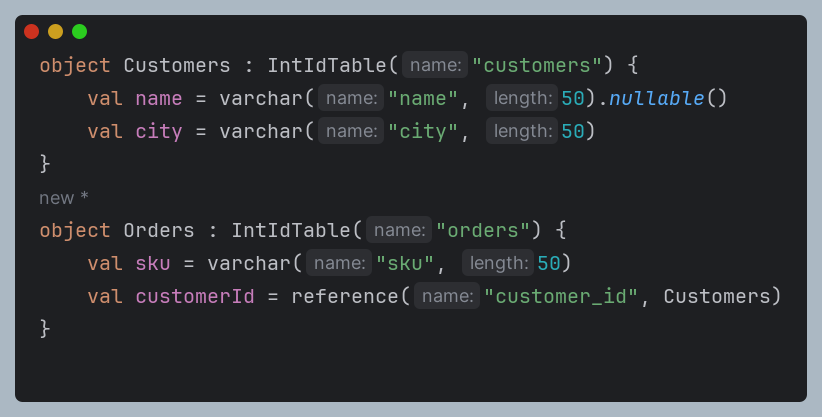 object Customers : IntIdTable( name: "customers") {
    val name = varchar( name: "name", length: 50).nullable()
    val city = varchar( name: "city", length: 50)
}
new *
object Orders : IntIdTable( name: "orders") {
    val sku = varchar( name: "sku", length: 50)
    val customerId = reference( name: "customer_id", Customers)
}